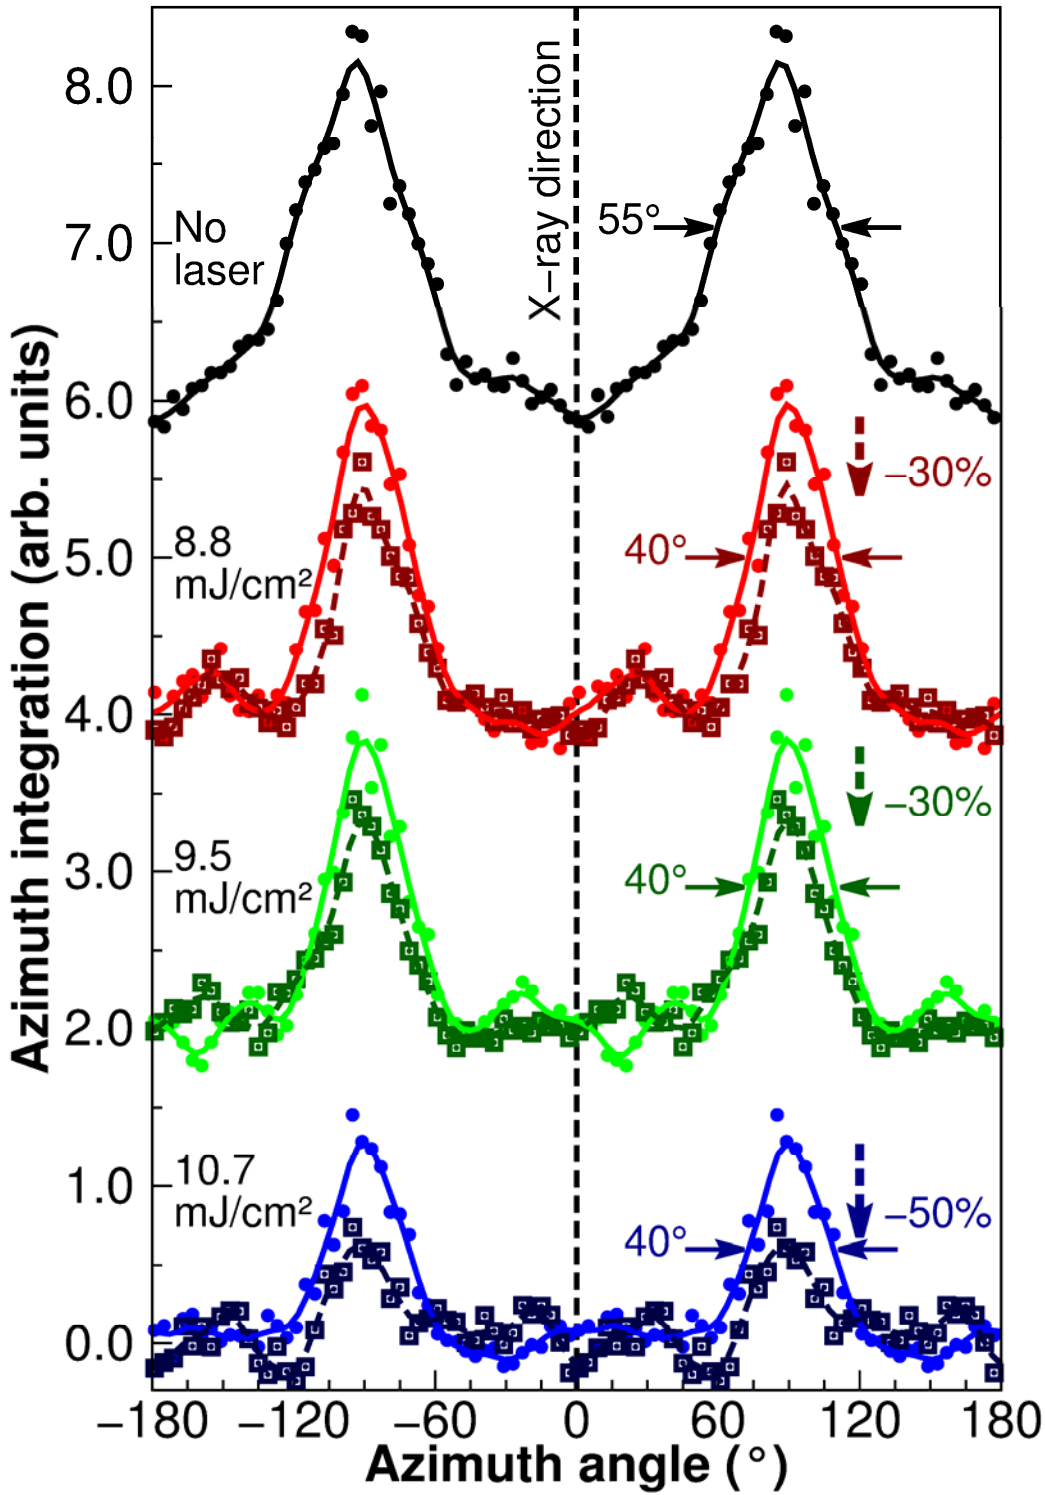 8.0
7.0
6.0
5.0
4.0
3.0
2.0
1.0
0.0
Azimuth integration (arb. units)
X−ray direction
No
laser
55°
8.8
mJ/cm²
40°
−30%
9.5
mJ/cm²
40°
−30%
10.7
mJ/cm²
40°
−50%
−180 −120 −60 0 60 120 180
Azimuth angle (°)